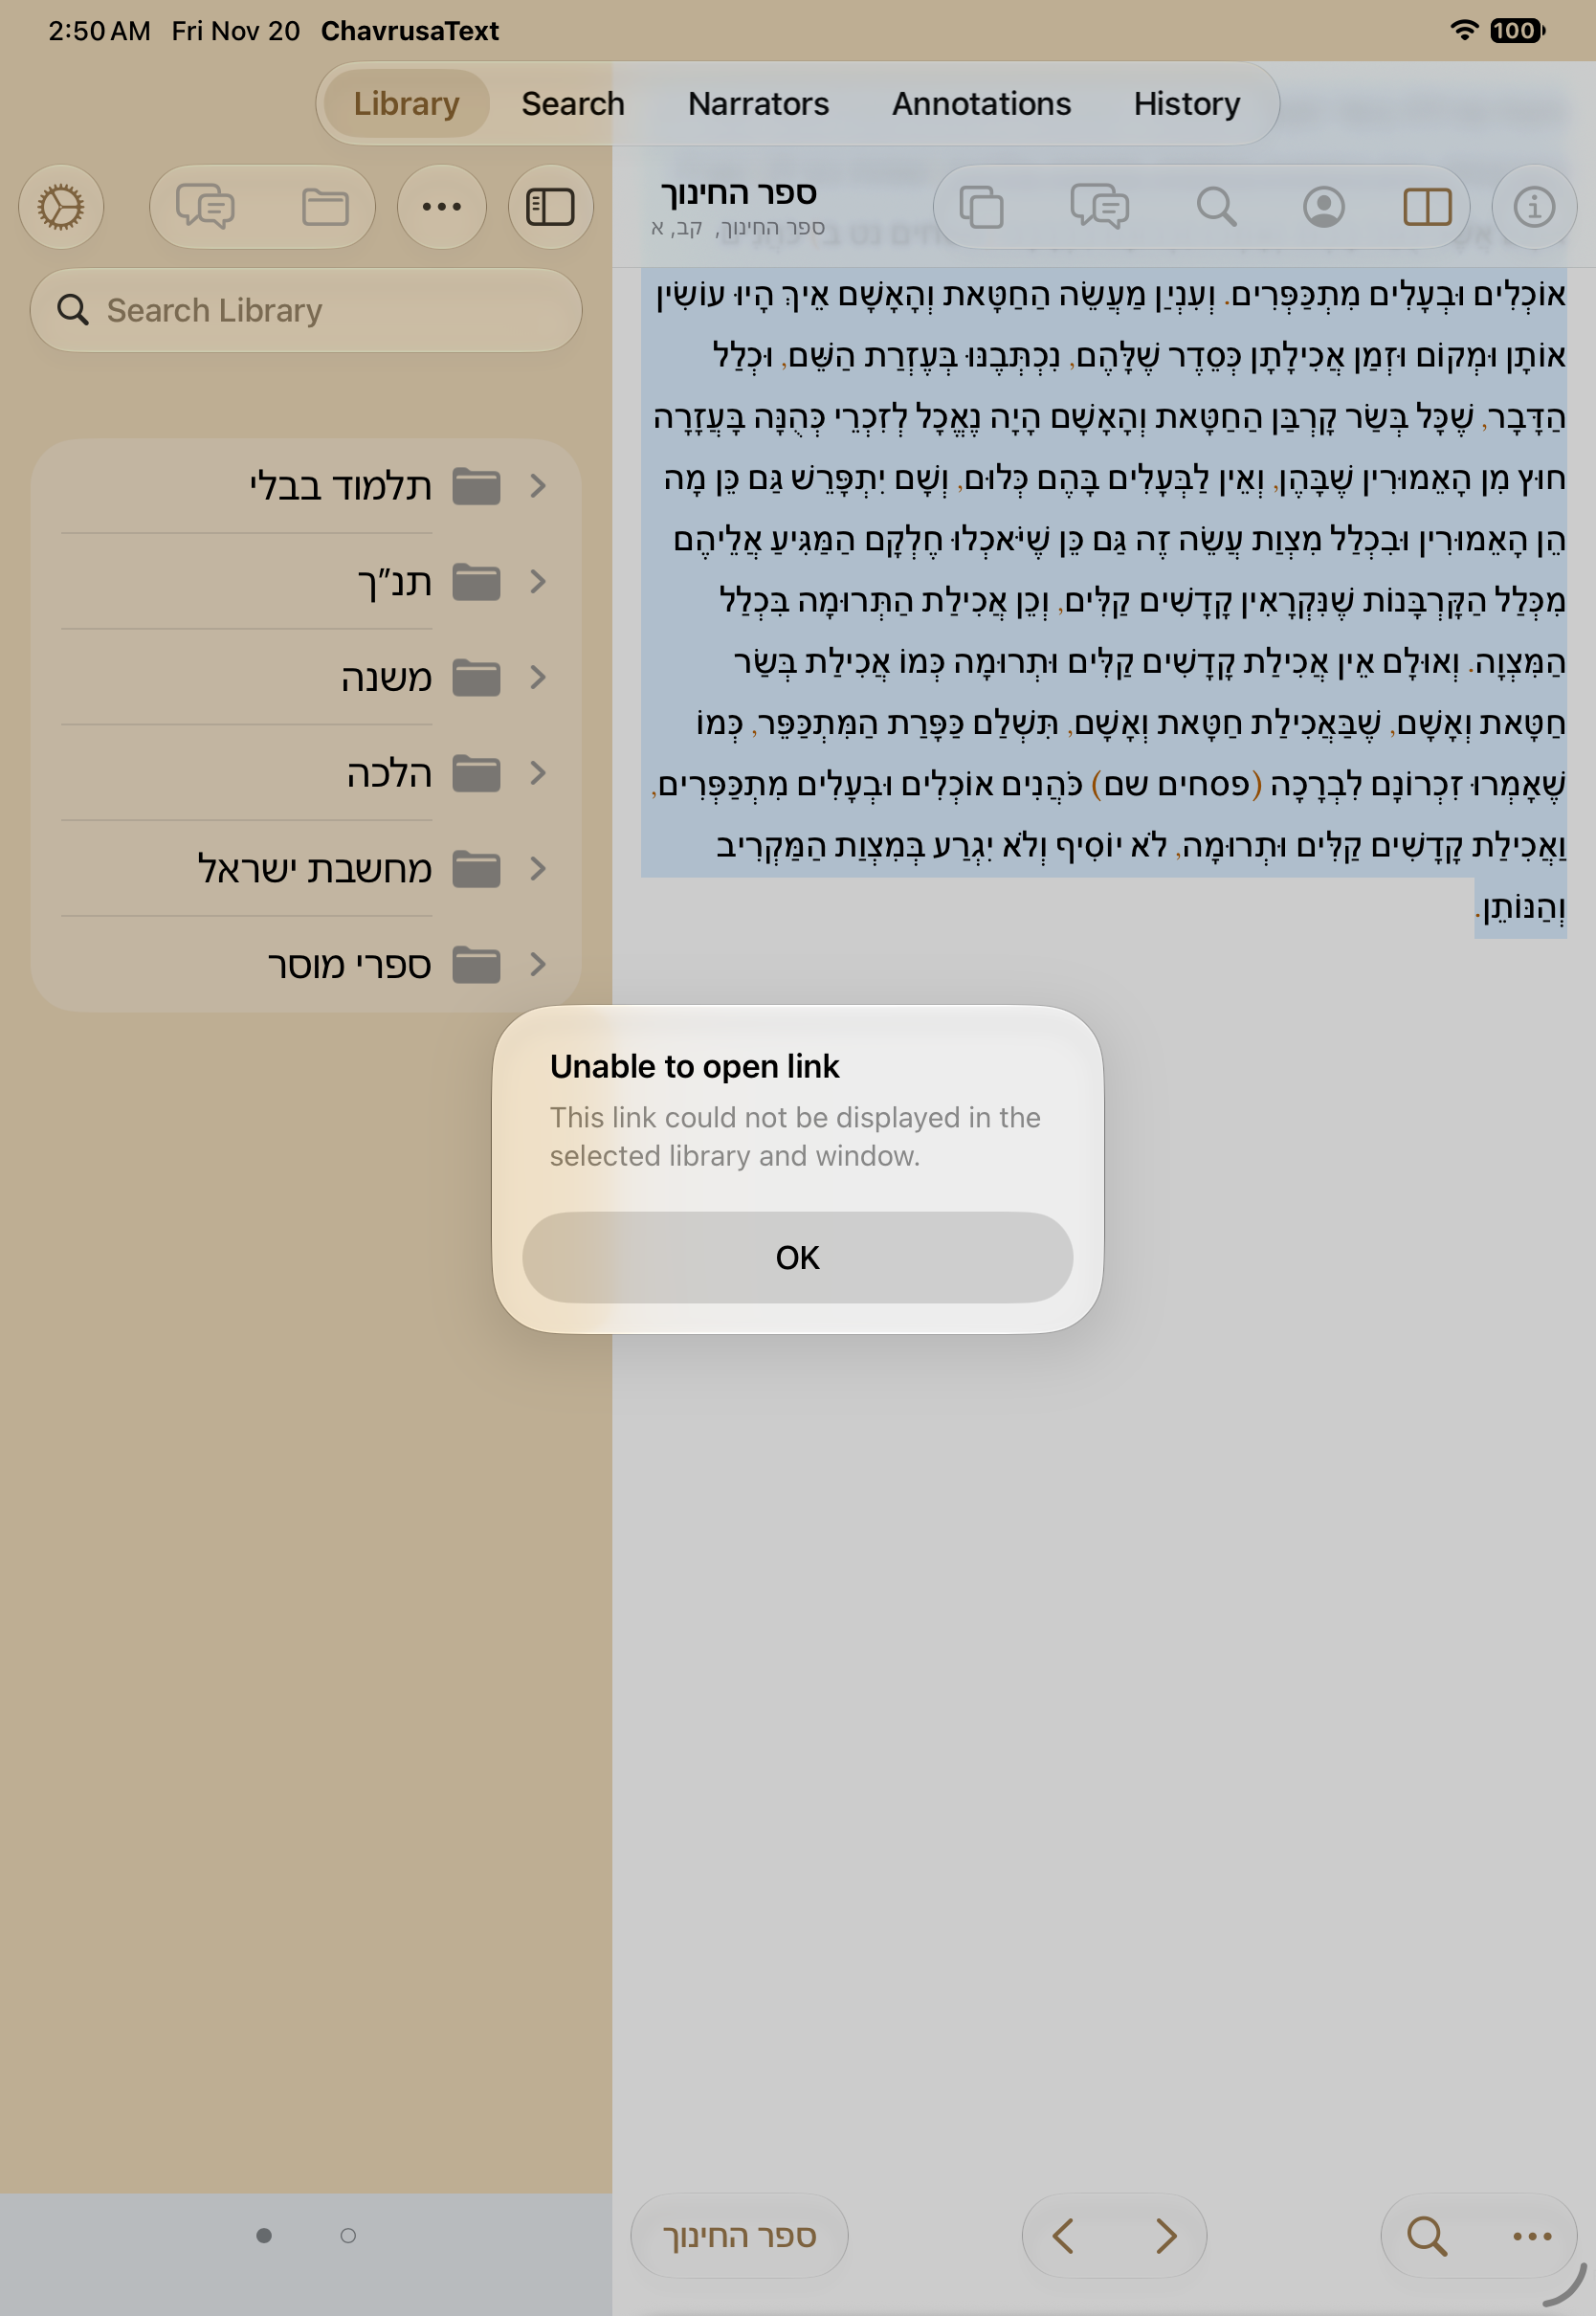 2:50 AM Fri Nov 20 ChavrusaText
100
Library Search Narrators Annotations History
ספר החינוך
ספר החינוך, קב, א
Search Library
תלמוד בבלי
תנ"ך
משנה
הלכה
מחשבת ישראל
ספרי מוסר
אוֹכְלִים וּבְעָלִים מִתְכַּפְּרִים. וְעִנְיַן מַעֲשֵׂה הַחַטָּאת וְהָאָשָׁם אֵיךְ הָיוּ עוֹשִׂין
אוֹתָן וּמְקוֹם וּזְמַן אֲכִילָתָן כְּסֵדֶר שֶׁלָּהֶם, נִכְתְּבֶנּוּ בְּעֶזְרַת הַשֵּׁם, וּכְלַל
הַדָּבָר, שֶׁכָּל בְּשַׂר קָרְבַּן הַחַטָּאת וְהָאָשָׁם הָיָה נֶאֱכָל לְזִכְרֵי כְּהֻנָּה בָּעֲזָרָה
חוּץ מִן הָאֵמוּרִין שֶׁבָּהֶן, וְאֵין לַבְּעָלִים בָּהֶם כְּלוּם, וְשָׁם יִתְפָּרֵשׁ גַּם כֵּן מָה
הֵן הָאֵמוּרִין וּבִכְלַל מִצְוַת עֲשֵׂה זֶה גַּם כֵּן שֶׁיֹּאכְלוּ חֶלְקָם הַמַּגִּיעַ אֲלֵיהֶם
מִכְּלַל הַקָּרְבָּנוֹת שֶׁנִּקְרָאִין קָדָשִׁים קַלִּים, וְכֵן אֲכִילַת הַתְּרוּמָה בִּכְלַל
הַמִּצְוָה. וְאוּלָם אֵין אֲכִילַת קָדָשִׁים קַלִּים וּתְרוּמָה כְּמוֹ אֲכִילַת בְּשַׂר
חַטָּאת וְאָשָׁם, שֶׁבַּאֲכִילַת חַטָּאת וְאָשָׁם, תִּשְׁלַם כַּפָּרַת הַמִּתְכַּפֵּר, כְּמוֹ
שֶׁאָמְרוּ זִכְרוֹנָם לִבְרָכָה (פסחים שם) כֹּהֲנִים אוֹכְלִים וּבְעָלִים מִתְכַּפְּרִים,
וַאֲכִילַת קָדָשִׁים קַלִּים וּתְרוּמָה, לֹא יוֹסִיף וְלֹא יִגְרַע בְּמִצְוַת הַמַּקְרִיב
וְהַנּוֹתֵן.
Unable to open link
This link could not be displayed in the
selected library and window.
OK
ספר החינוך